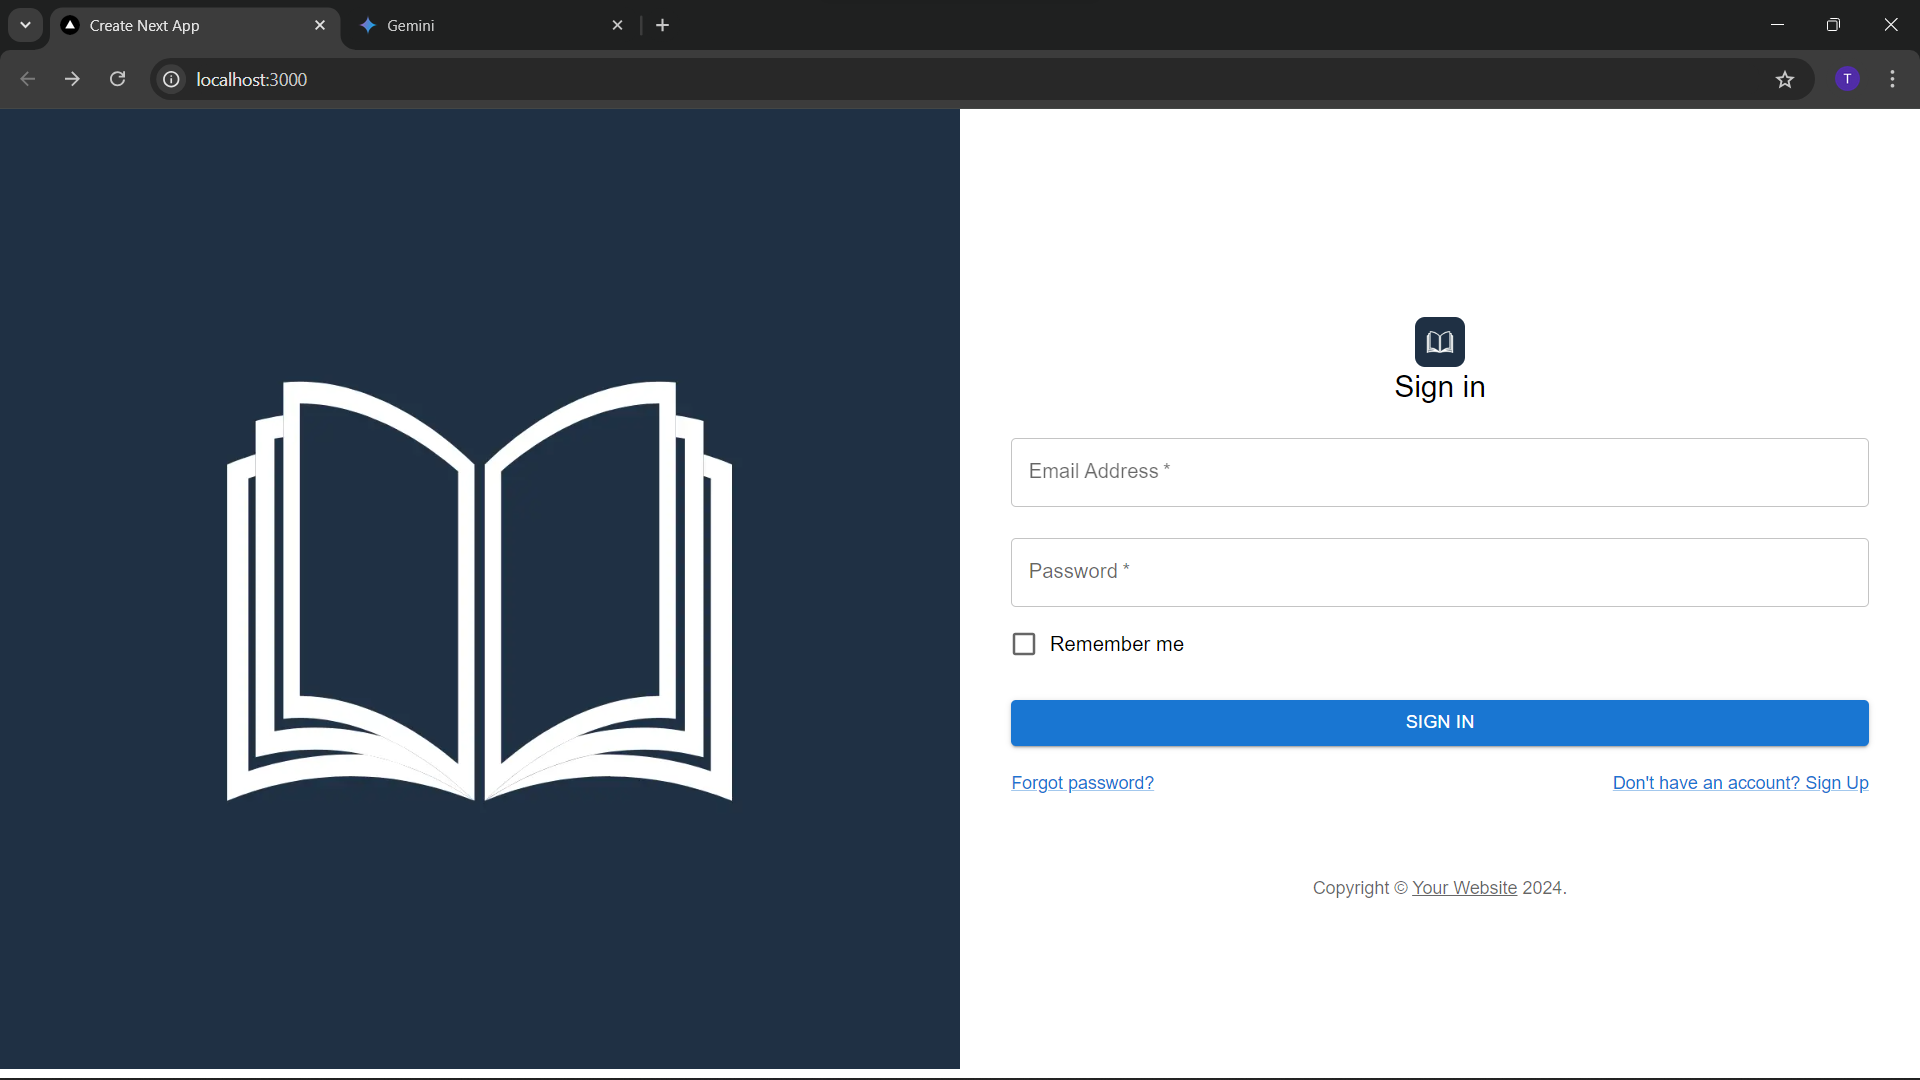 Create Next App
Gemini
localhost:3000
T
Sign in
Email Address *
Password *
Remember me
SIGN IN
Forgot password?
Don't have an account? Sign Up
Copyright © Your Website 2024.